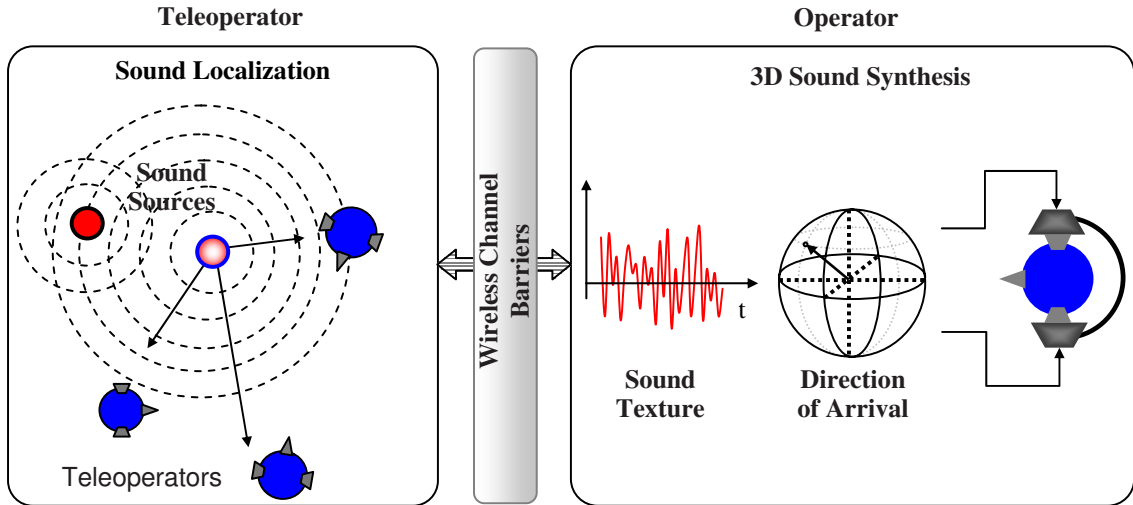 Teleoperator
Operator
Sound Localization
3D Sound Synthesis
Sound
Sources
Wireless Channel
Barriers
t
Sound
Texture
Direction
of Arrival
Teleoperators